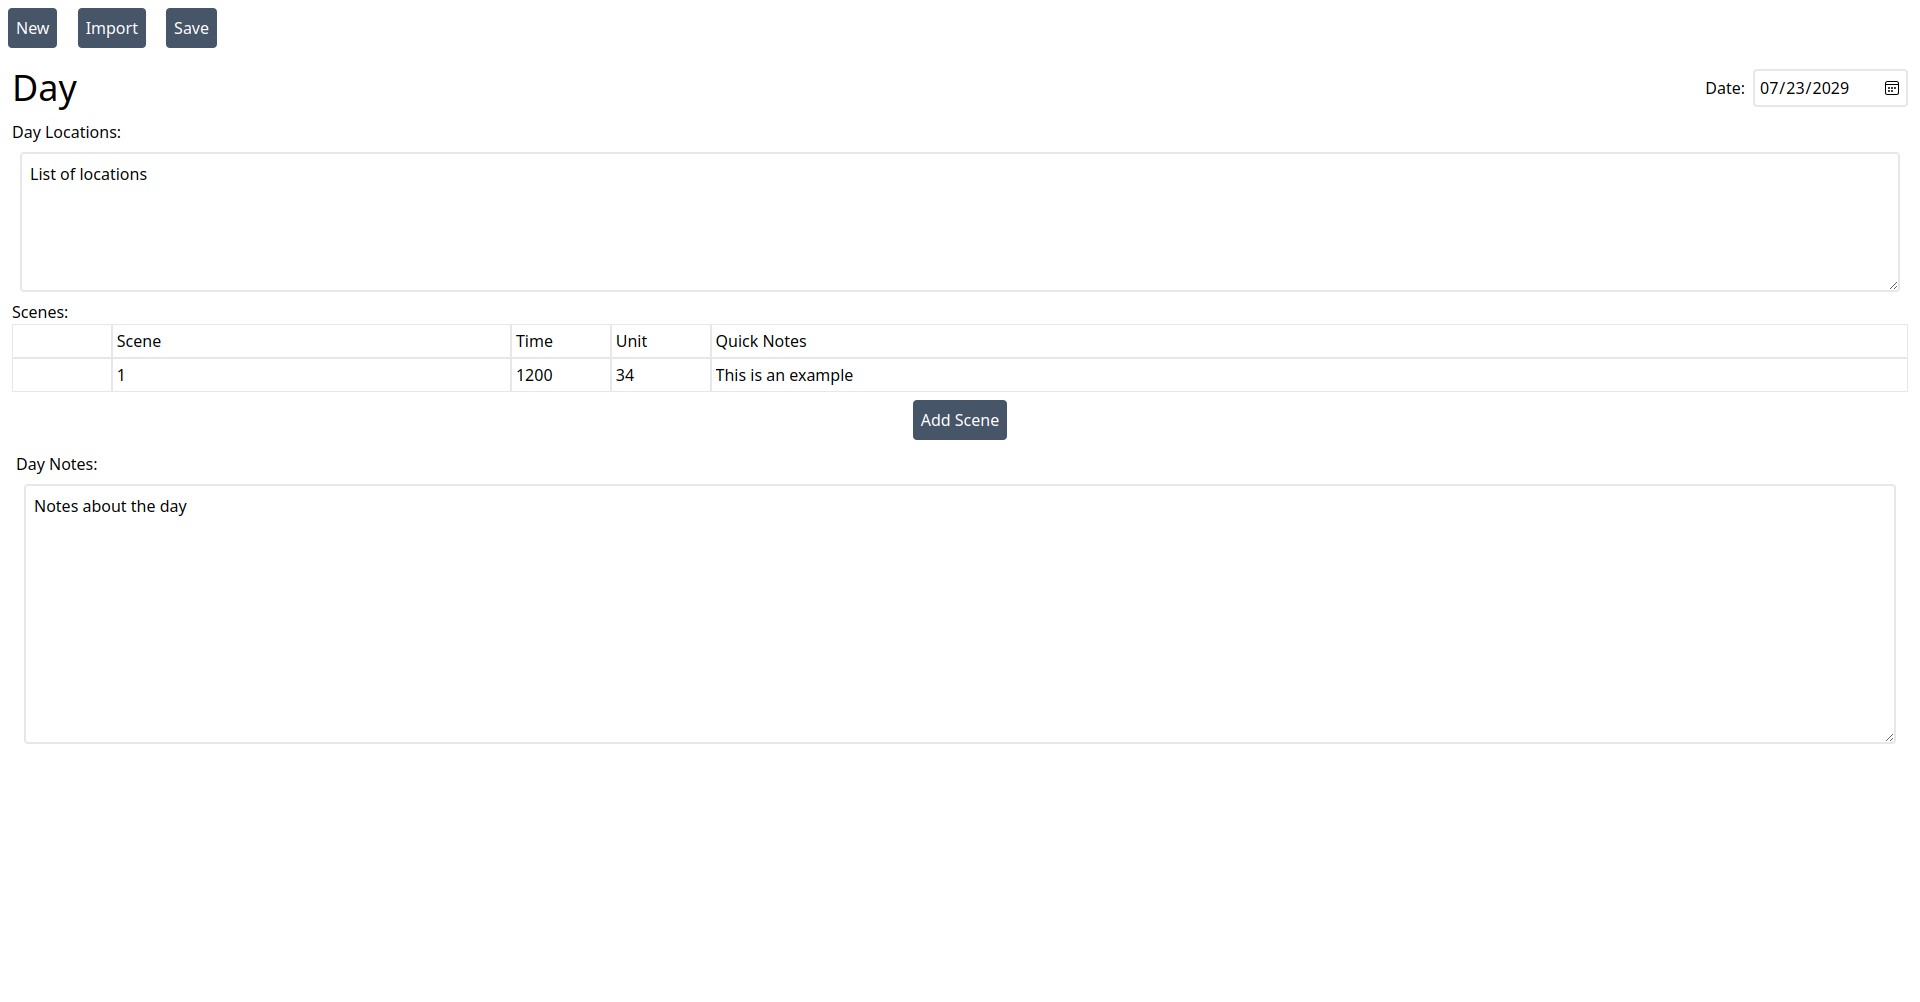 New Import Save
Day Date: 07/23/2029
Day Locations:
List of locations
Scenes:
Scene Time Unit Quick Notes
1 1200 34 This is an example
Add Scene
Day Notes:
Notes about the day